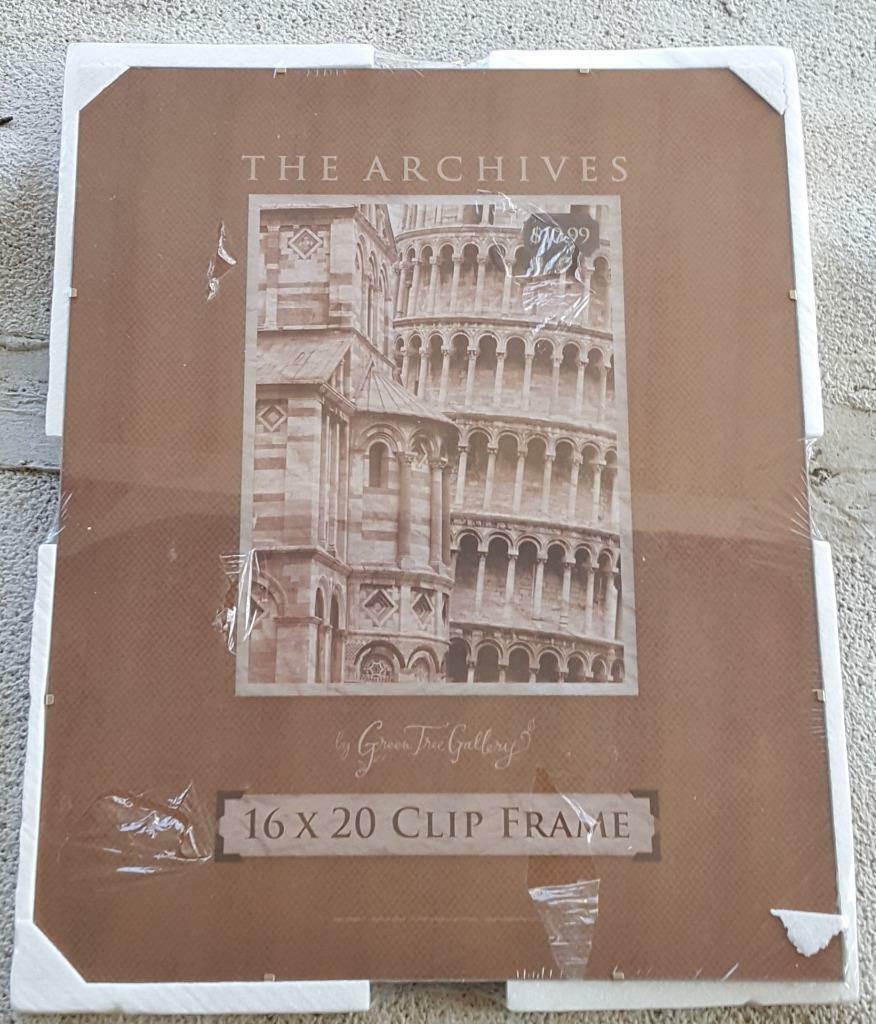 THE ARCHIVES
by Green Tree Gallery
16 X 20 CLIP FRAME